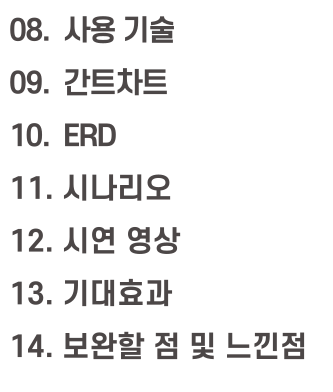 08. 사용 기술
09. 간트차트
10. ERD
11. 시나리오
12. 시연 영상
13. 기대효과
14. 보완할 점 및 느낀점